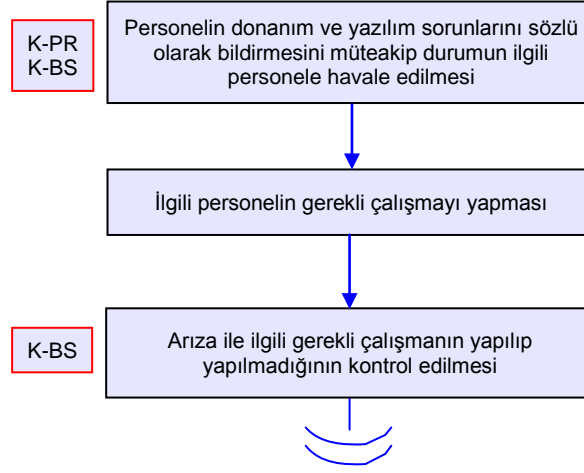 K-PR
K-BS
Personelin donanım ve yazılım sorunlarını sözlü
olarak bildirmesini müteakip durumun ilgili
personele havale edilmesi
İlgili personelin gerekli çalışmayı yapması
K-BS
Arıza ile ilgili gerekli çalışmanın yapılıp
yapılmadığının kontrol edilmesi